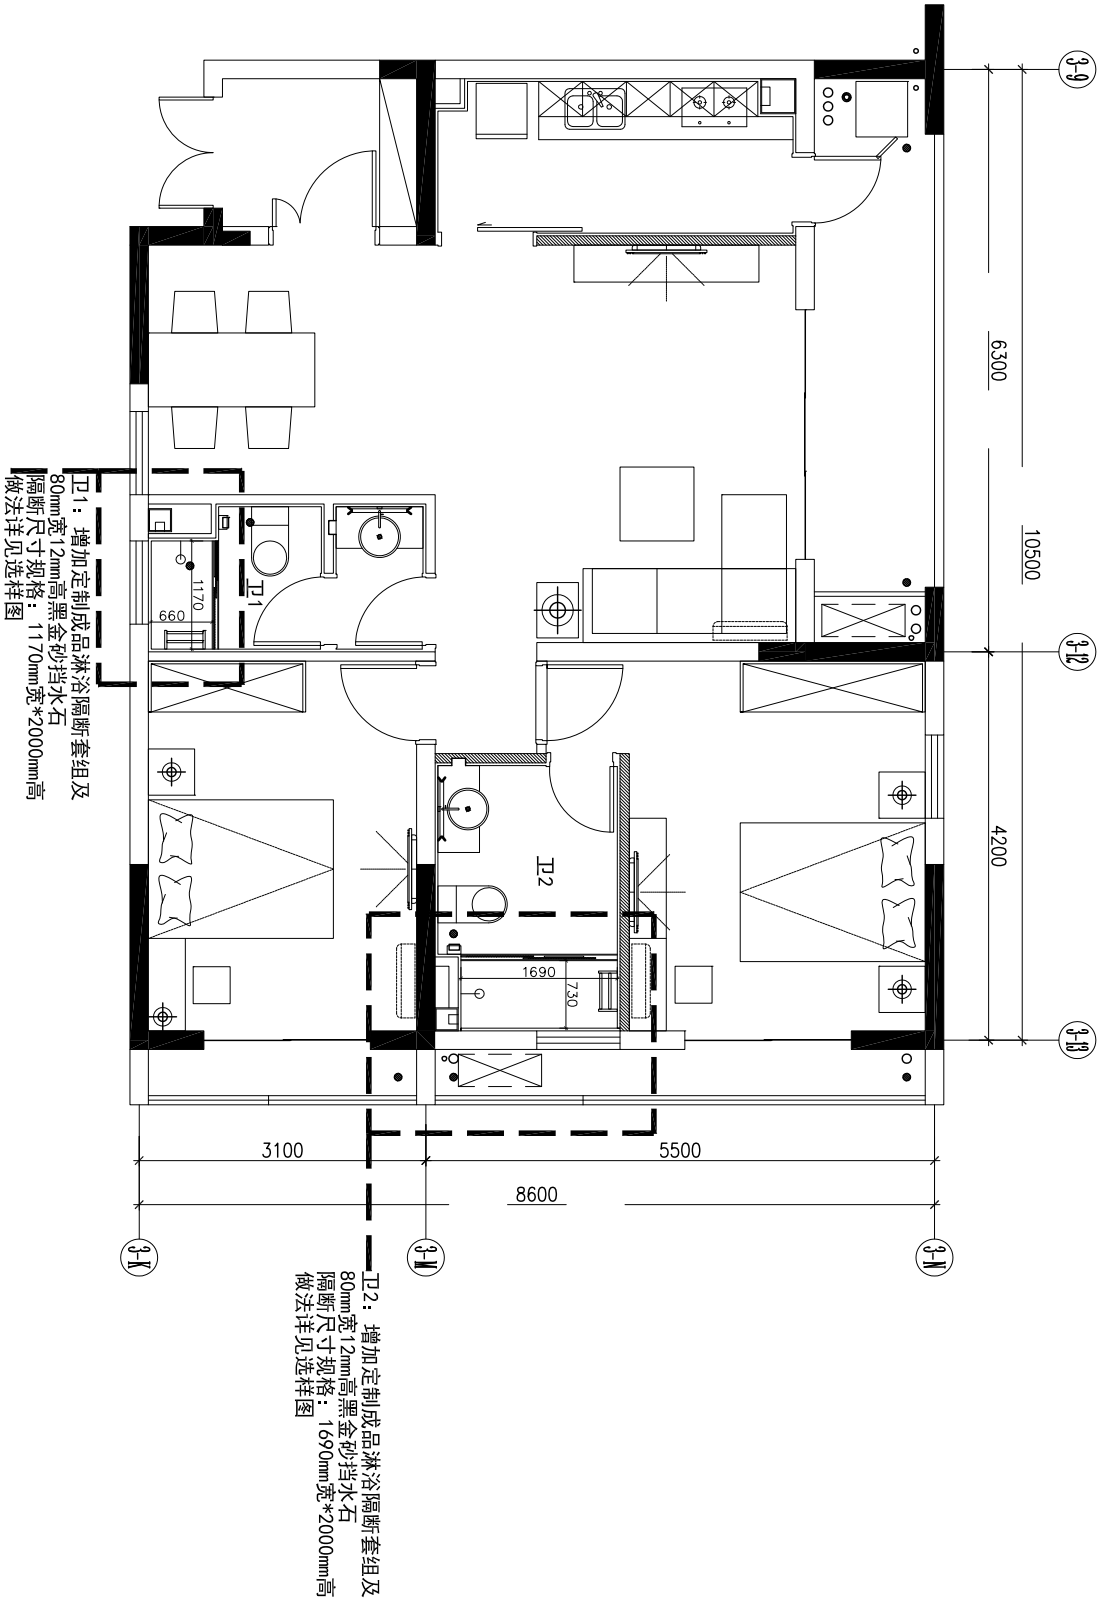 3-9
6300
10500
3-12
4200
3-13
1170
660
卫1
卫1：增加定制成品淋浴隔断套组及
80mm宽12mm高黑金砂挡水石
隔断尺寸规格：1170mm宽*2000mm高
做法详见选样图
卫2
1690
730
3100
5500
8600
3-K
3-M
3-N
卫2：增加定制成品淋浴隔断套组及
80mm宽12mm高黑金砂挡水石
隔断尺寸规格：1690mm宽*2000mm高
做法详见选样图